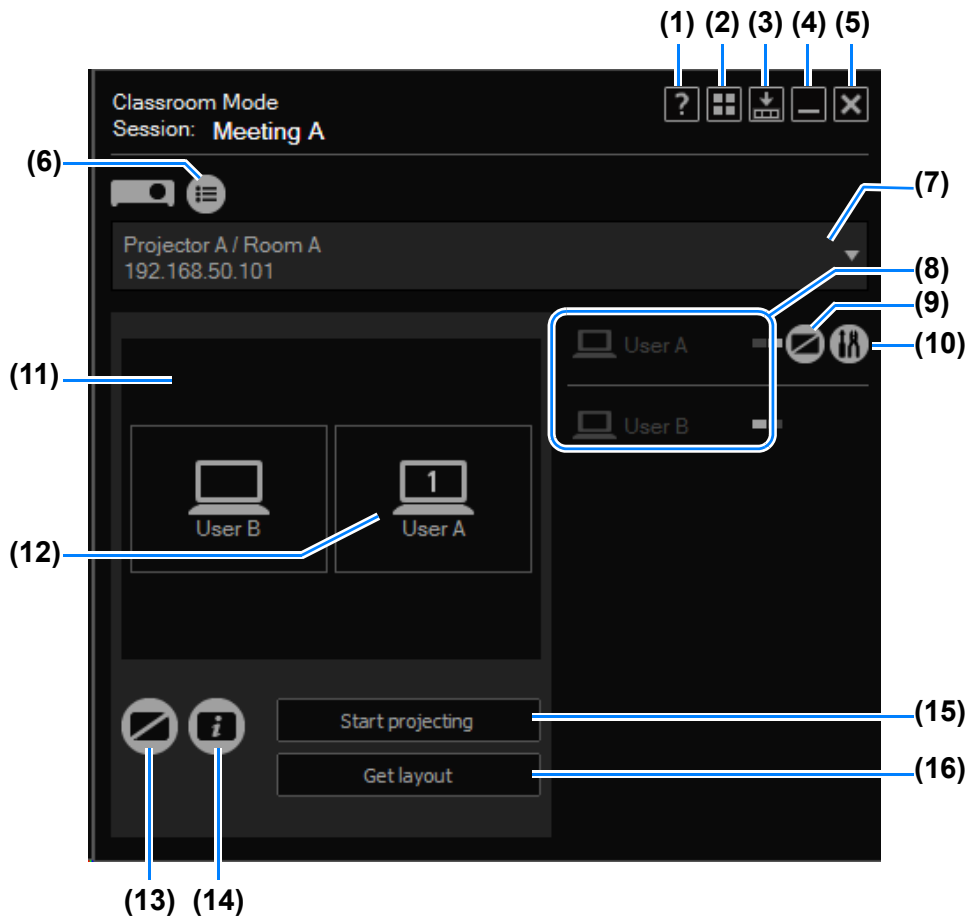 (1) (2) (3) (4) (5)
Classroom Mode
Session: Meeting A
?
(6)
(7)
Projector A / Room A
192.168.50.101
(8)
(9)
User A
(10)
(11)
User B
1
User B
User A
(12)
i
Start projecting
(15)
Get layout
(16)
(13) (14)